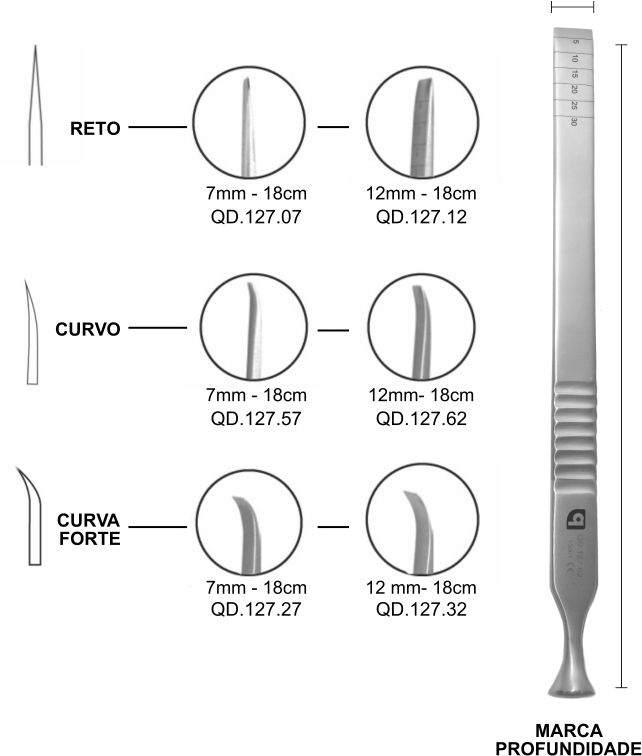 RETO
7mm - 18cm
QD.127.07
12mm - 18cm
QD.127.12
CURVO
7mm - 18cm
QD.127.57
12mm- 18cm
QD.127.62
CURVA
FORTE
7mm - 18cm
QD.127.27
12 mm- 18cm
QD.127.32
5
10
15
20
25
30
MARCA
PROFUNDIDADE